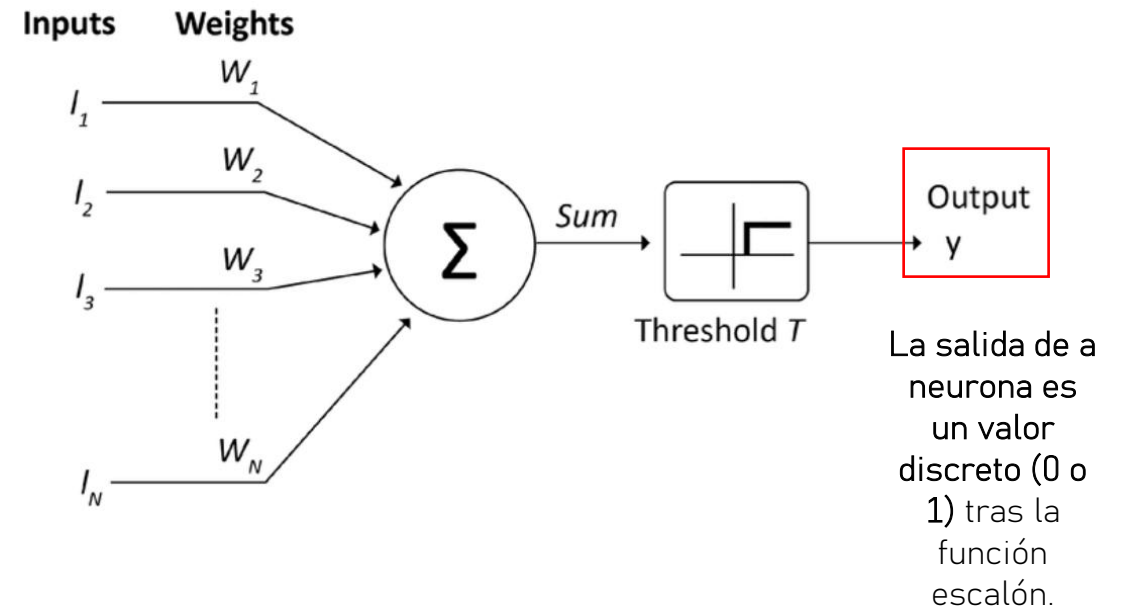 Inputs Weights
W1
I1
W2
I2
W3
I3
WN
IN
Σ
Sum
Threshold T
Output
y
La salida de a
neurona es
un valor
discreto (0 o
1) tras la
función
escalón.